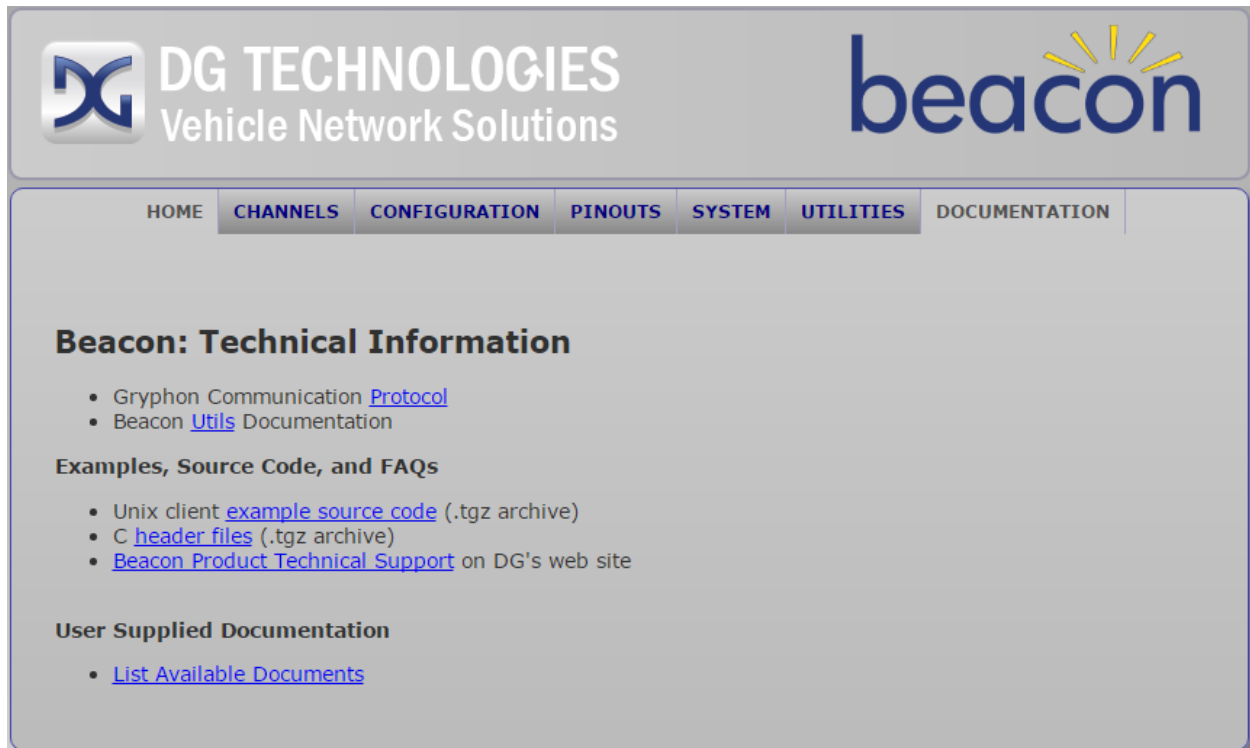 DG TECHNOLOGIES
Vehicle Network Solutions
beacon
HOME CHANNELS CONFIGURATION PINOUTS SYSTEM UTILITIES DOCUMENTATION
Beacon: Technical Information
• Gryphon Communication Protocol
• Beacon Utils Documentation
Examples, Source Code, and FAQs
• Unix client example source code (.tgz archive)
• C header files (.tgz archive)
• Beacon Product Technical Support on DG's web site
User Supplied Documentation
• List Available Documents